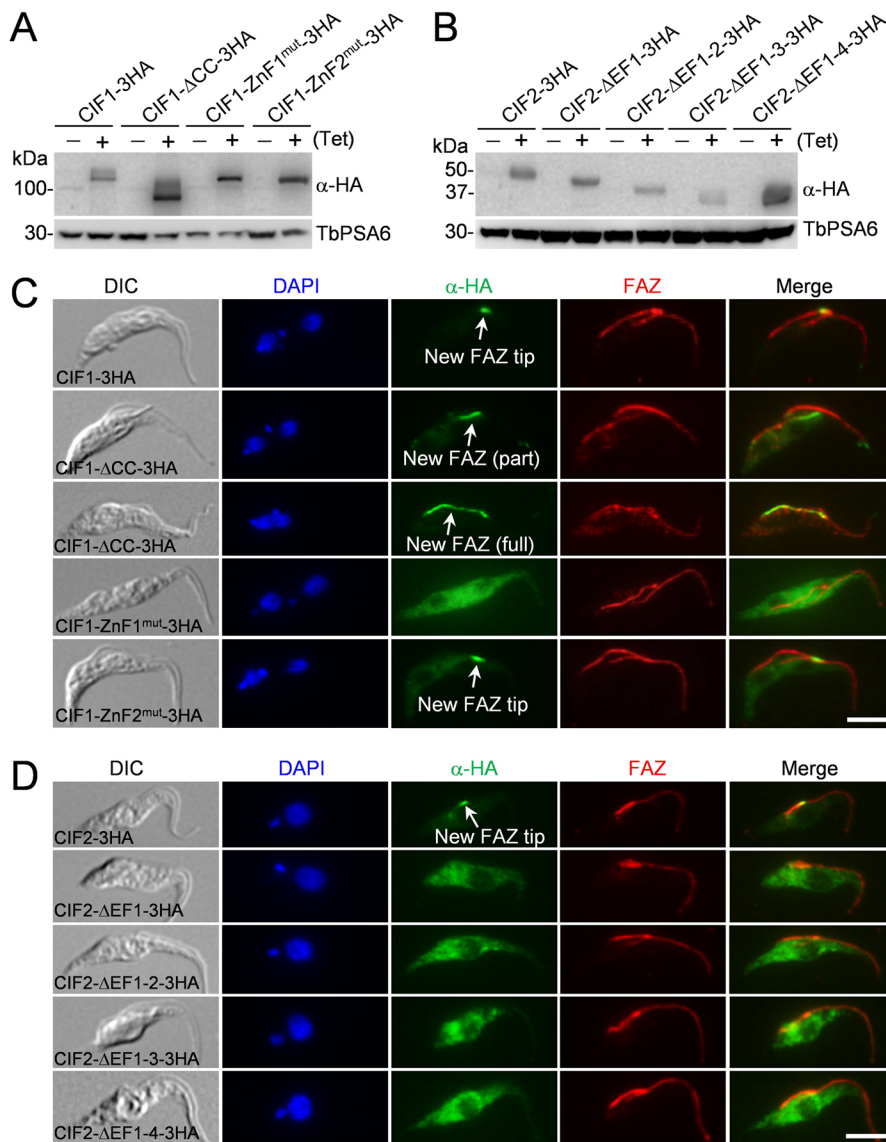 A
CIF1-3HA
CIF1-ΔCC-3HA
CIF1-ZnF1mut-3HA
CIF1-ZnF2mut-3HA
– + – + – + – + (Tet)
kDa
100-
α-HA
30-
TbPSA6
B
CIF2-3HA
CIF2-ΔEF1-3HA
CIF2-ΔEF1-2-3HA
CIF2-ΔEF1-3-3HA
CIF2-ΔEF1-4-3HA
– + – + – + – + – + (Tet)
kDa
50-
37-
α-HA
30-
TbPSA6
C
DIC DAPI α-HA FAZ Merge
CIF1-3HA
New FAZ tip
CIF1-ΔCC-3HA
New FAZ (part)
CIF1-ΔCC-3HA
New FAZ (full)
CIF1-ZnF1mut-3HA
CIF1-ZnF2mut-3HA
New FAZ tip
D
DIC DAPI α-HA FAZ Merge
CIF2-3HA
New FAZ tip
CIF2-ΔEF1-3HA
CIF2-ΔEF1-2-3HA
CIF2-ΔEF1-3-3HA
CIF2-ΔEF1-4-3HA